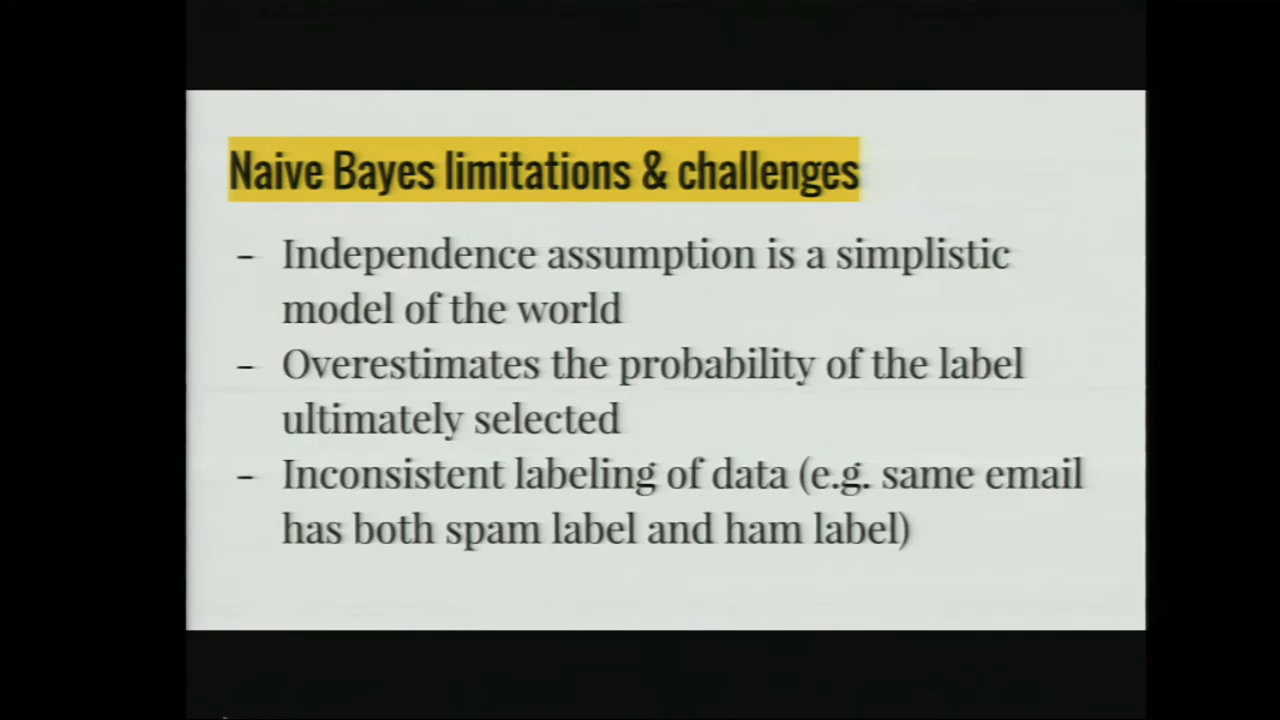 Naive Bayes limitations & challenges
- Independence assumption is a simplistic
model of the world
- Overestimates the probability of the label
ultimately selected
- Inconsistent labeling of data (e.g. same email
has both spam label and ham label)